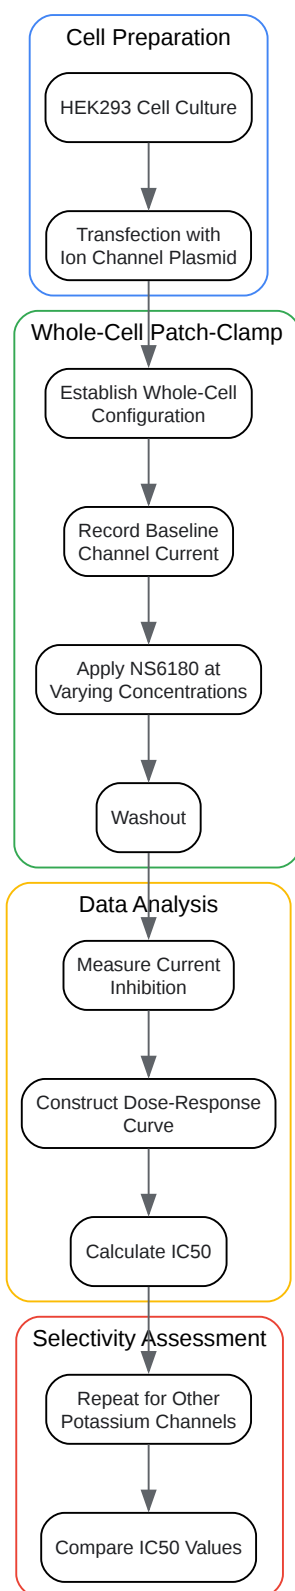 Cell Preparation
HEK293 Cell Culture
Transfection with
Ion Channel Plasmid
Whole-Cell Patch-Clamp
Establish Whole-Cell
Configuration
Record Baseline
Channel Current
Apply NS6180 at
Varying Concentrations
Washout
Data Analysis
Measure Current
Inhibition
Construct Dose-Response
Curve
Calculate IC50
Selectivity Assessment
Repeat for Other
Potassium Channels
Compare IC50 Values